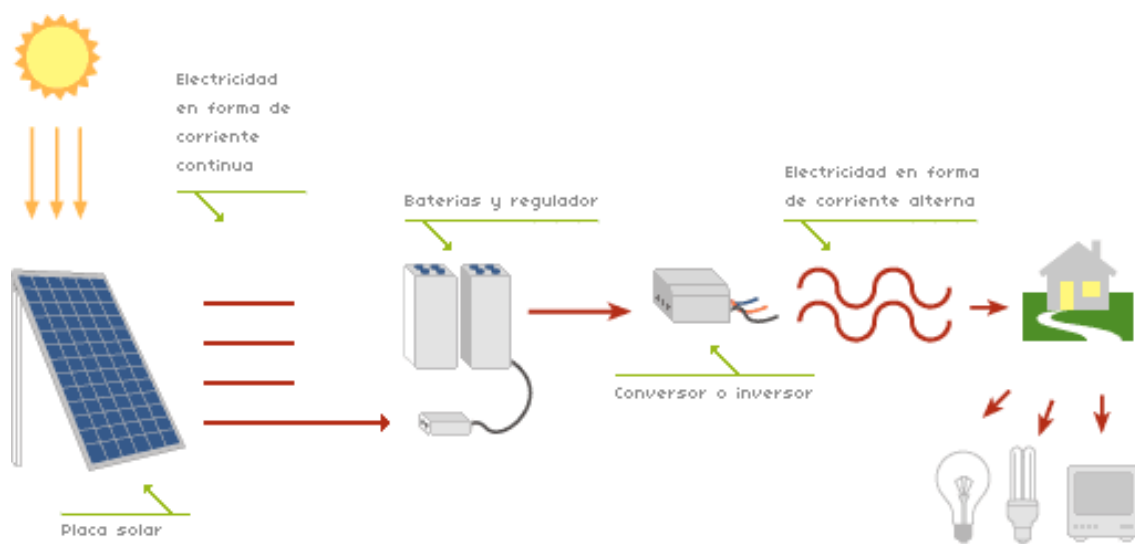 Electricidad
en forma de
corriente
continua
Baterias y regulador
Electricidad en forma
de corriente alterna
Conversor o inversor
Placa solar